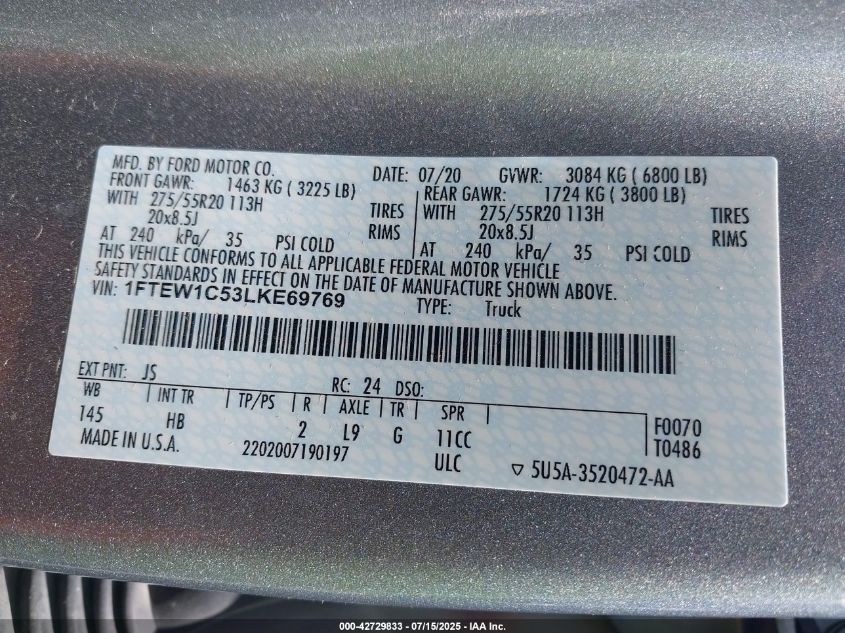 MFD. BY FORD MOTOR CO. DATE: 07/20 GVWR: 3084 KG ( 6800 LB)
FRONT GAWR: 1463 KG ( 3225 LB) REAR GAWR: 1724 KG ( 3800 LB)
WITH 275/55R20 113H TIRES WITH 275/55R20 113H TIRES
20x8.5J RIMS 20x8.5J RIMS
AT 240 kPa/ 35 PSI COLD AT 240 kPa/ 35 PSI COLD
THIS VEHICLE CONFORMS TO ALL APPLICABLE FEDERAL MOTOR VEHICLE
SAFETY STANDARDS IN EFFECT ON THE DATE OF MANUFACTURE SHOWN ABOVE.
VIN: 1FTEW1C53LKE69769 TYPE: Truck
EXT PNT: JS RC: 24 DSO:
WB INT TR TP/PS R AXLE TR SPR
145 HB 2 L9 G 11CC F0070
MADE IN U.S.A. 2202007190197 ULC T0486
▽ 5U5A-3520472-AA
000-42729833 - 07/15/2025 - IAA Inc.